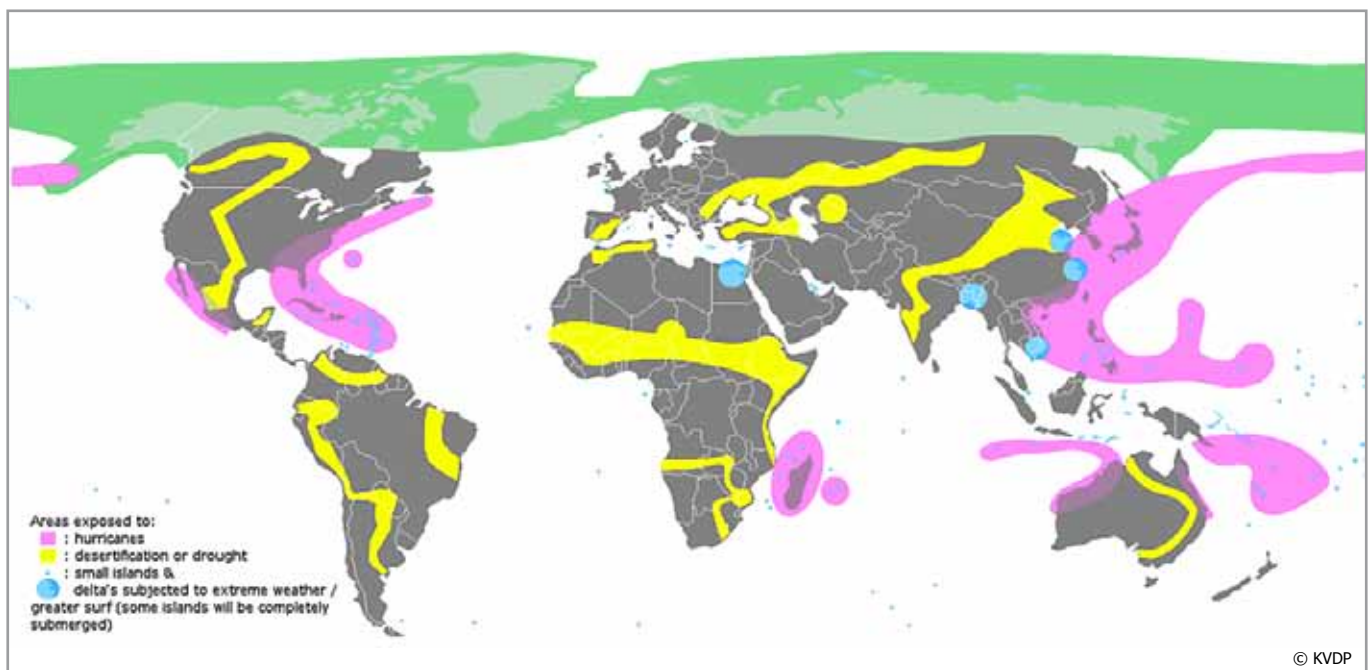 Areas exposed to:
: hurricanes
: desertification or drought
: small islands &
delta's subjected to extreme weather /
greater surf (some islands will be completely
submerged)
© KVDP